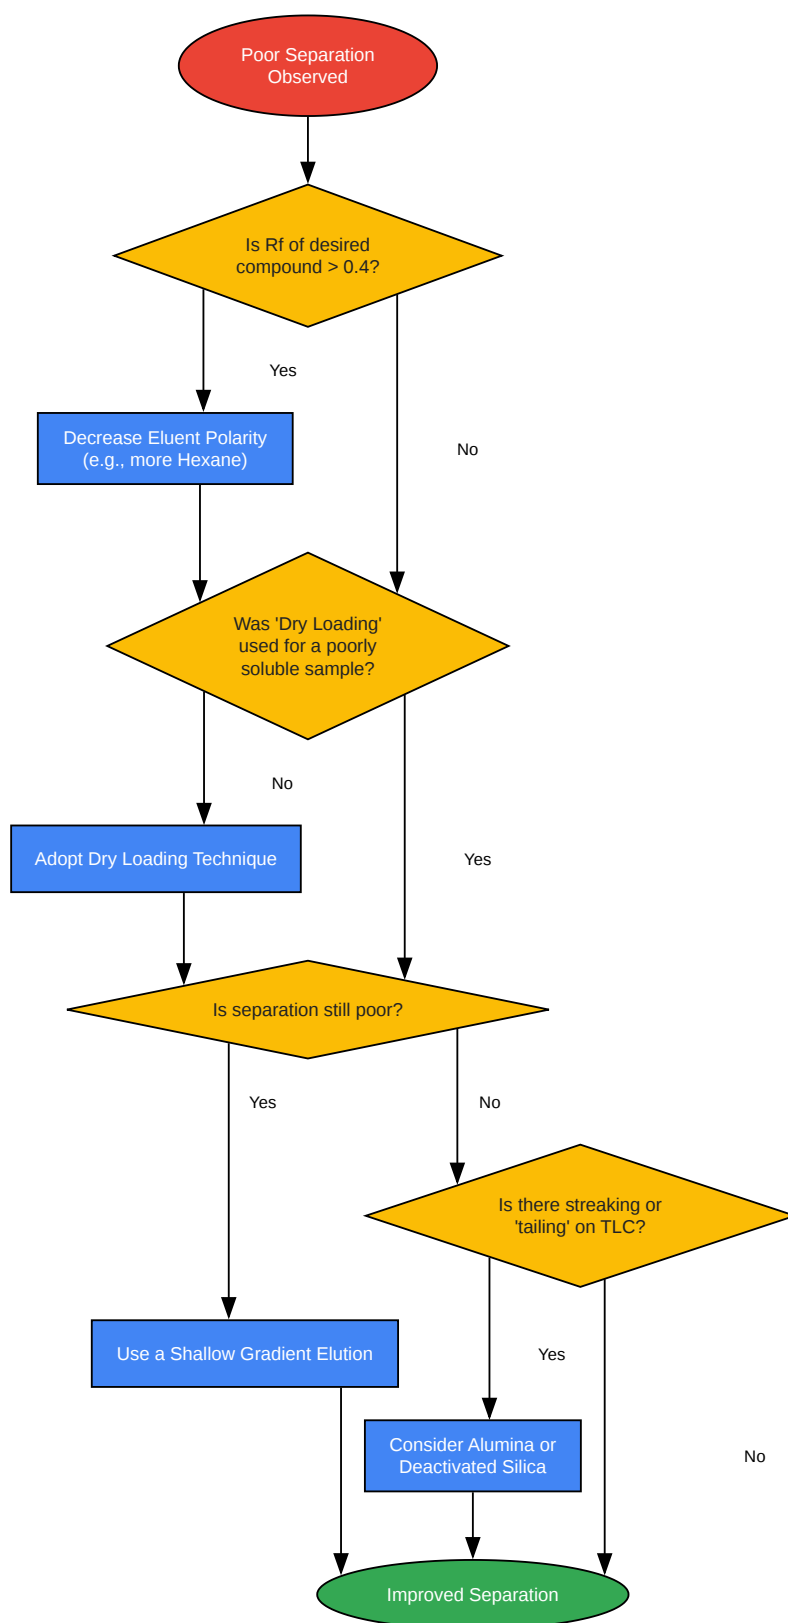 Poor Separation
Observed
Is Rf of desired
compound > 0.4?
Yes
Decrease Eluent Polarity
(e.g., more Hexane)
No
Was 'Dry Loading'
used for a poorly
soluble sample?
No
Adopt Dry Loading Technique
Yes
Is separation still poor?
Yes
No
Is there streaking or
'tailing' on TLC?
Use a Shallow Gradient Elution
Yes
Consider Alumina or
Deactivated Silica
No
Improved Separation